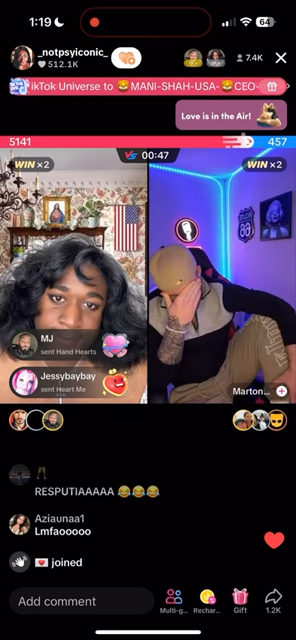 1:19
64
_notpsyiconic_
512.1K
7.4K
ikTok Universe to 🦁MANI-SHAH-USA-🦁CEO-
Love is in the Air!
5141
VS 00:47
457
WIN ×2
WIN ×2
66
MJ
sent Hand Hearts
Jessybaybay
sent Heart Me
Marton...
RESPUTIAAAAA 😂😂😂
Aziaunaa1
Lmfaooooo
💌 joined
Add comment
Multi-g...
Rechar...
Gift
1.2K